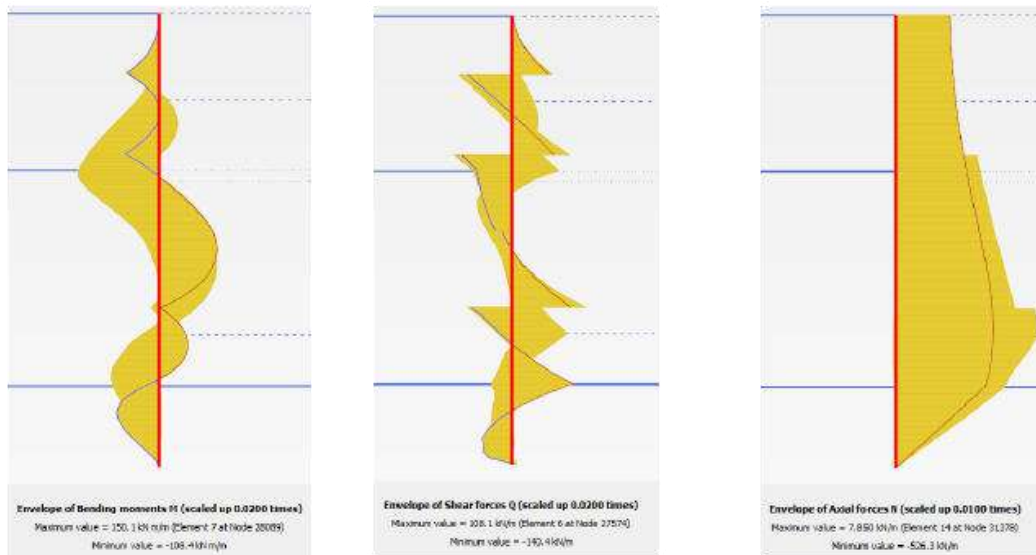 Envelope of Bending moments M (scaled up 0.0200 times)
Maximum value = 150.1 kN m/m (Element 7 at Node 28089)
Minimum value = -108.4 kN m/m
Envelope of Shear forces Q (scaled up 0.0200 times)
Maximum value = 108.1 kN/m (Element 6 at Node 27574)
Minimum value = -140.4 kN/m
Envelope of Axial forces N (scaled up 0.0100 times)
Maximum value = 7.850 kN/m (Element 14 at Node 31378)
Minimum value = -526.3 kN/m